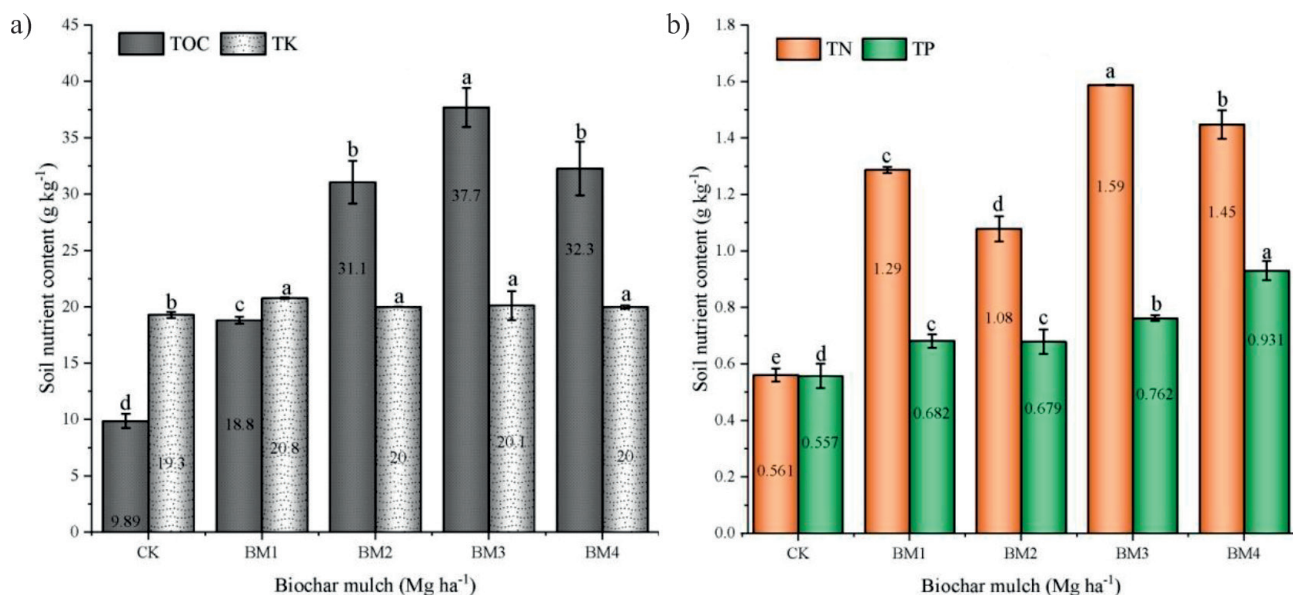 a)
TOC TK
Soil nutrient content (g kg⁻¹)
45
40
35
30
25
20
15
10
5
0
d
b
c
a
b
a
a
a
b
a
9.89
19.3
18.8
20.8
31.1
20
37.7
20.1
32.3
20
CK BM1 BM2 BM3 BM4
Biochar mulch (Mg ha⁻¹)
b)
TN TP
Soil nutrient content (g kg⁻¹)
1.8
1.6
1.4
1.2
1.0
0.8
0.6
0.4
0.2
0.0
e
d
c
c
d
c
a
b
b
a
0.561
0.557
1.29
0.682
1.08
0.679
1.59
0.762
1.45
0.931
CK BM1 BM2 BM3 BM4
Biochar mulch (Mg ha⁻¹)